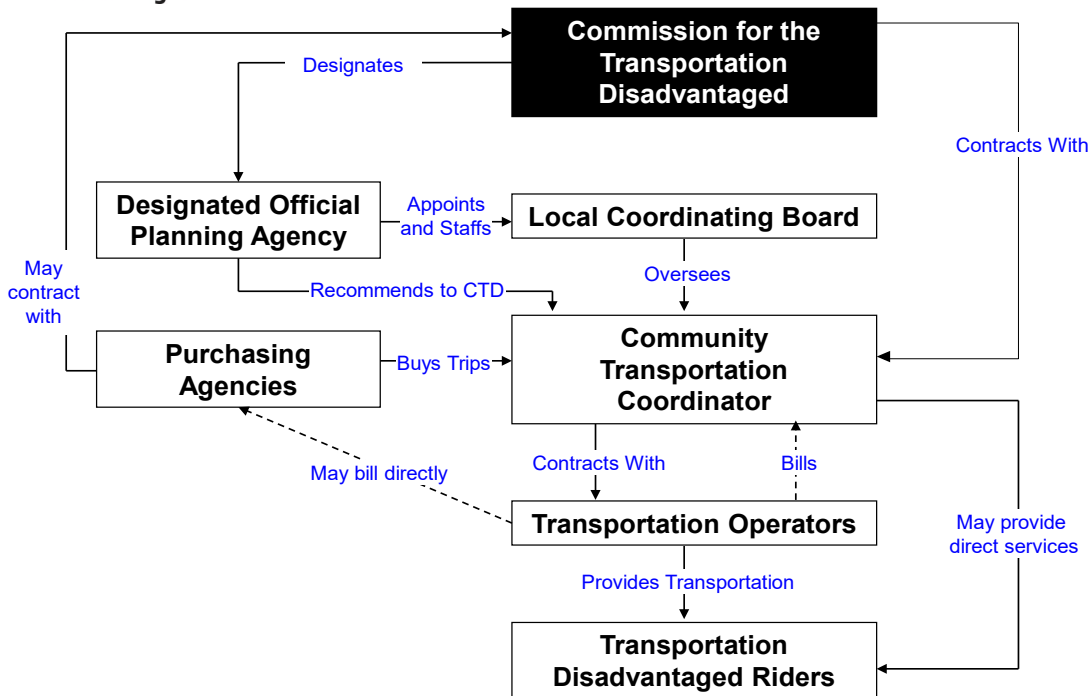 Commission for the
Transportation
Disadvantaged
Designates
Contracts With
Designated Official
Planning Agency
Appoints
and Staffs
Local Coordinating Board
May
contract
with
Recommends to CTD
Oversees
Purchasing
Agencies
Buys Trips
Community
Transportation
Coordinator
May bill directly
Contracts With
Bills
Transportation Operators
May provide
direct services
Provides Transportation
Transportation
Disadvantaged Riders